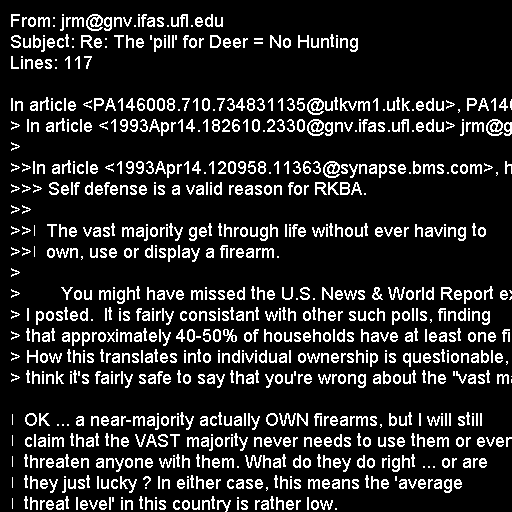 From: jrm@gnv.ifas.ufl.edu
Subject: Re: The 'pill' for Deer = No Hunting
Lines: 117

In article <PA146008.710.734831135@utkvm1.utk.edu>, PA146
> In article <1993Apr14.182610.2330@gnv.ifas.ufl.edu> jrm@g
>
>>In article <1993Apr14.120958.11363@synapse.bms.com>, h
>>> Self defense is a valid reason for RKBA.
>>
>>| The vast majority get through life without ever having to
>>| own, use or display a firearm.
>
> You might have missed the U.S. News & World Report ex
> I posted. It is fairly consistant with other such polls, finding
> that approximately 40-50% of households have at least one fi
> How this translates into individual ownership is questionable,
> think it's fairly safe to say that you're wrong about the "vast ma

| OK ... a near-majority actually OWN firearms, but I will still
| claim that the VAST majority never needs to use them or ever
| threaten anyone with them. What do they do right ... or are
| they just lucky ? In either case, this means the 'average
| threat level' in this country is rather low.